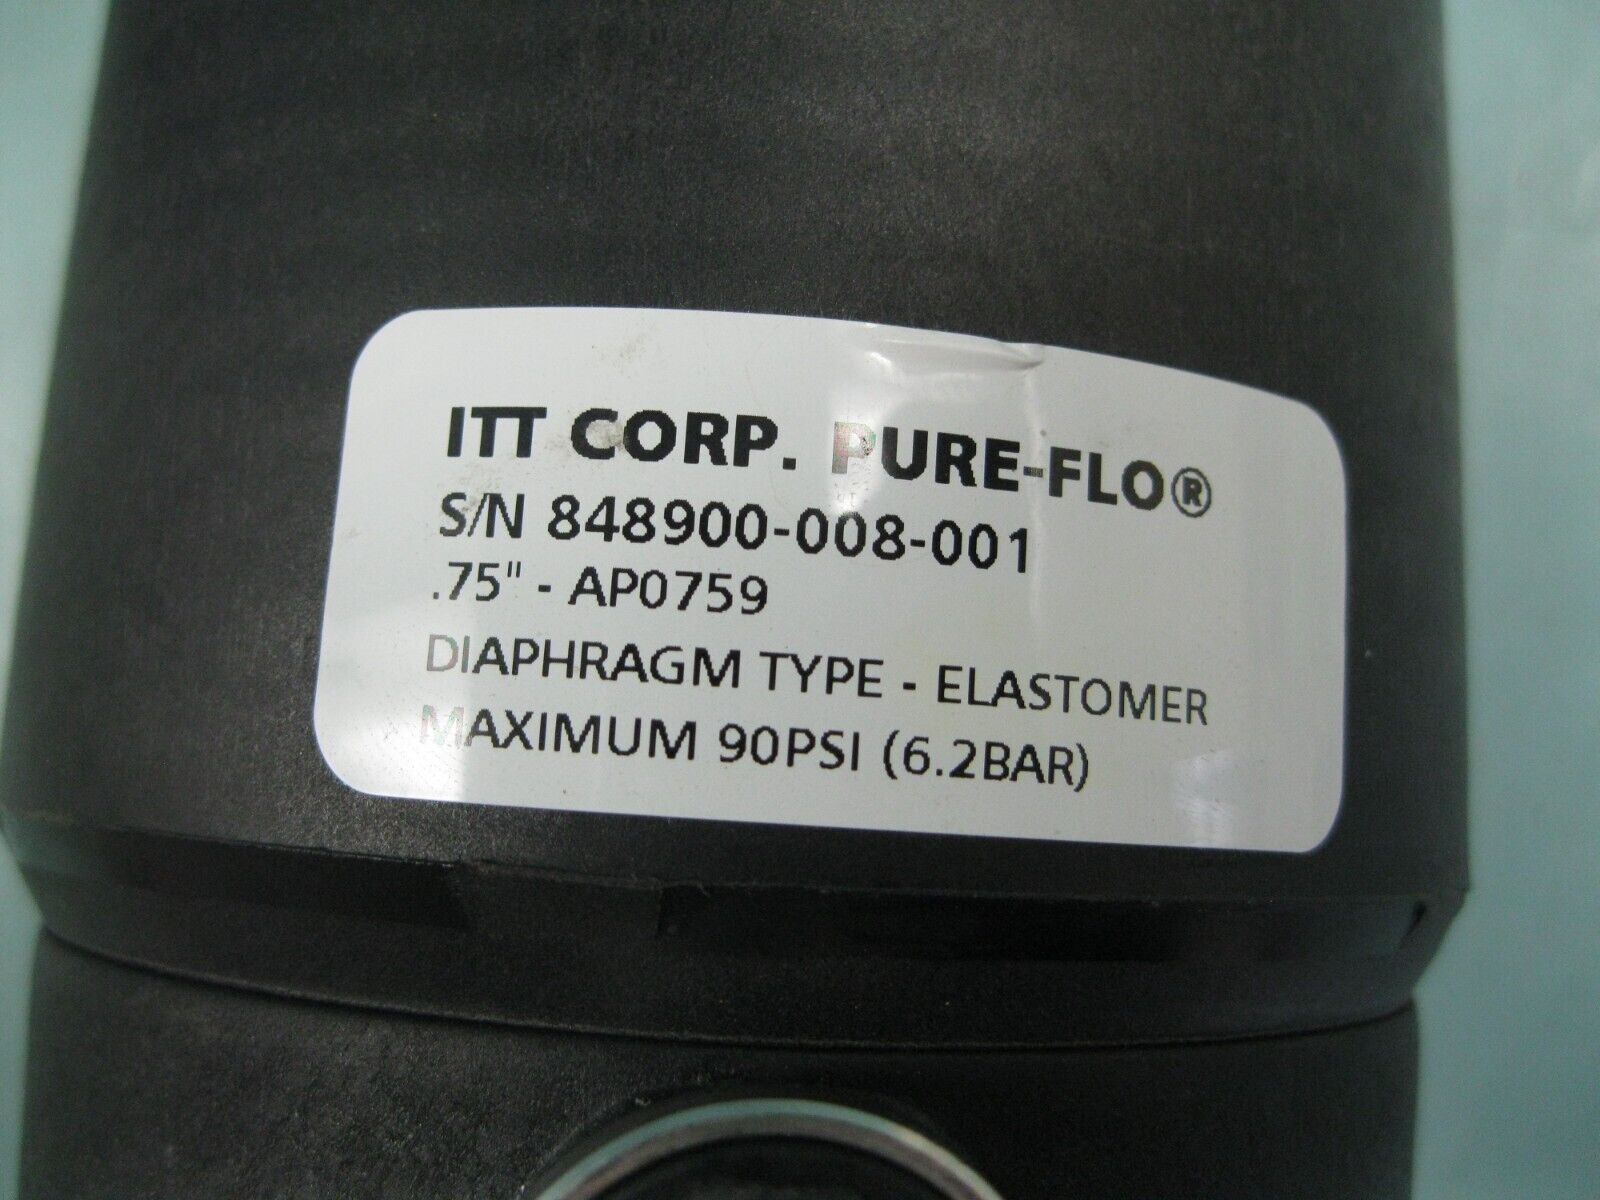 ITT CORP. PURE-FLO®
S/N 848900-008-001
.75" - AP0759
DIAPHRAGM TYPE - ELASTOMER
MAXIMUM 90PSI (6.2BAR)